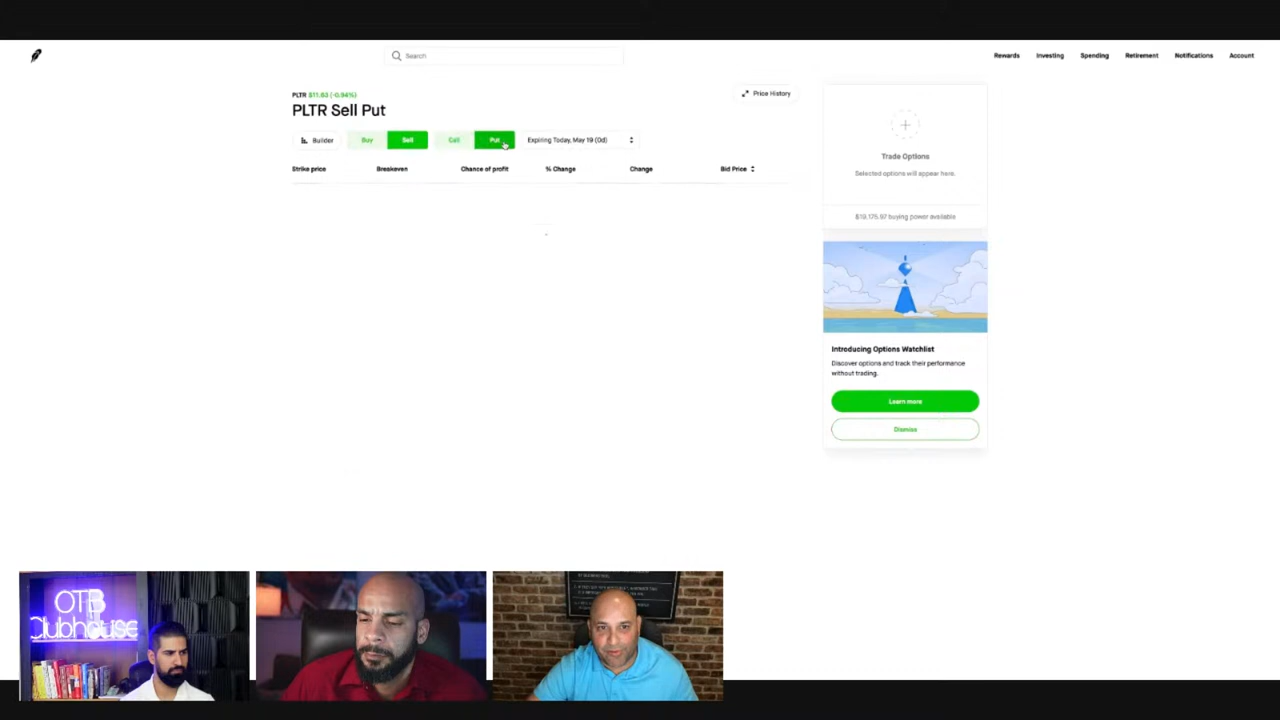 Search
Rewards
Investing
Spending
Retirement
Notifications
Account
PLTR $11.63 (-0.94%)
PLTR Sell Put
Price History
Builder
Buy
Sell
Call
Put
Expiring Today, May 19 (0d)
Strike price
Breakeven
Chance of profit
% Change
Change
Bid Price
Trade Options
Selected options will appear here.
$19,175.97 buying power available
Introducing Options Watchlist
Discover options and track their performance
without trading.
Learn more
Dismiss
OTB
Clubhouse